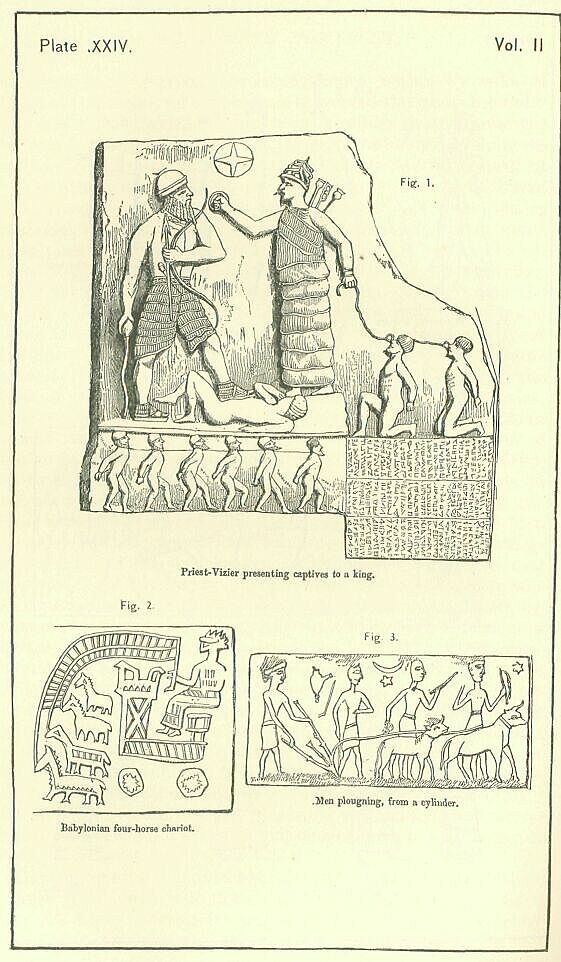 Plate .XXIV.
Vol. II
Fig. 1.
Priest-Vizier presenting captives to a king.
Fig. 2.
Babylonian four-horse chariot.
Fig. 3.
.Men plougning, from a cylinder.